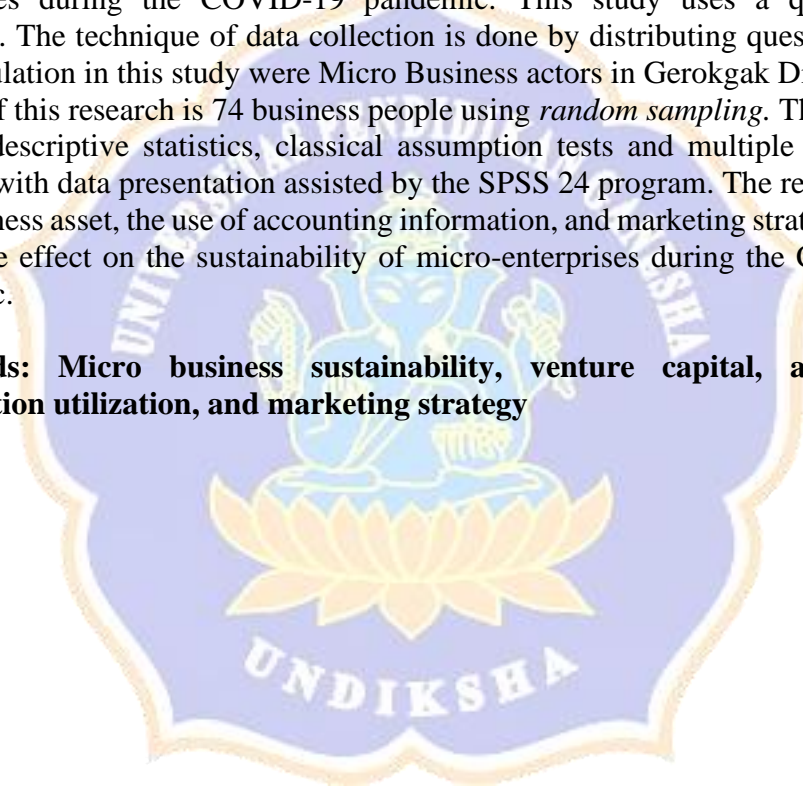 es during the COVID-19 pandemic. This study uses a q
. The technique of data collection is done by distributing ques
ulation in this study were Micro Business actors in Gerokgak Di
f this research is 74 business people using random sampling. Th
descriptive statistics, classical assumption tests and multiple
with data presentation assisted by the SPSS 24 program. The re
ness asset, the use of accounting information, and marketing strat
e effect on the sustainability of micro-enterprises during the C
c.
ds: Micro business sustainability, venture capital, a
tion utilization, and marketing strategy
UNIVERSITAS PENDIDIKAN GANESHA
UNDIKSHA